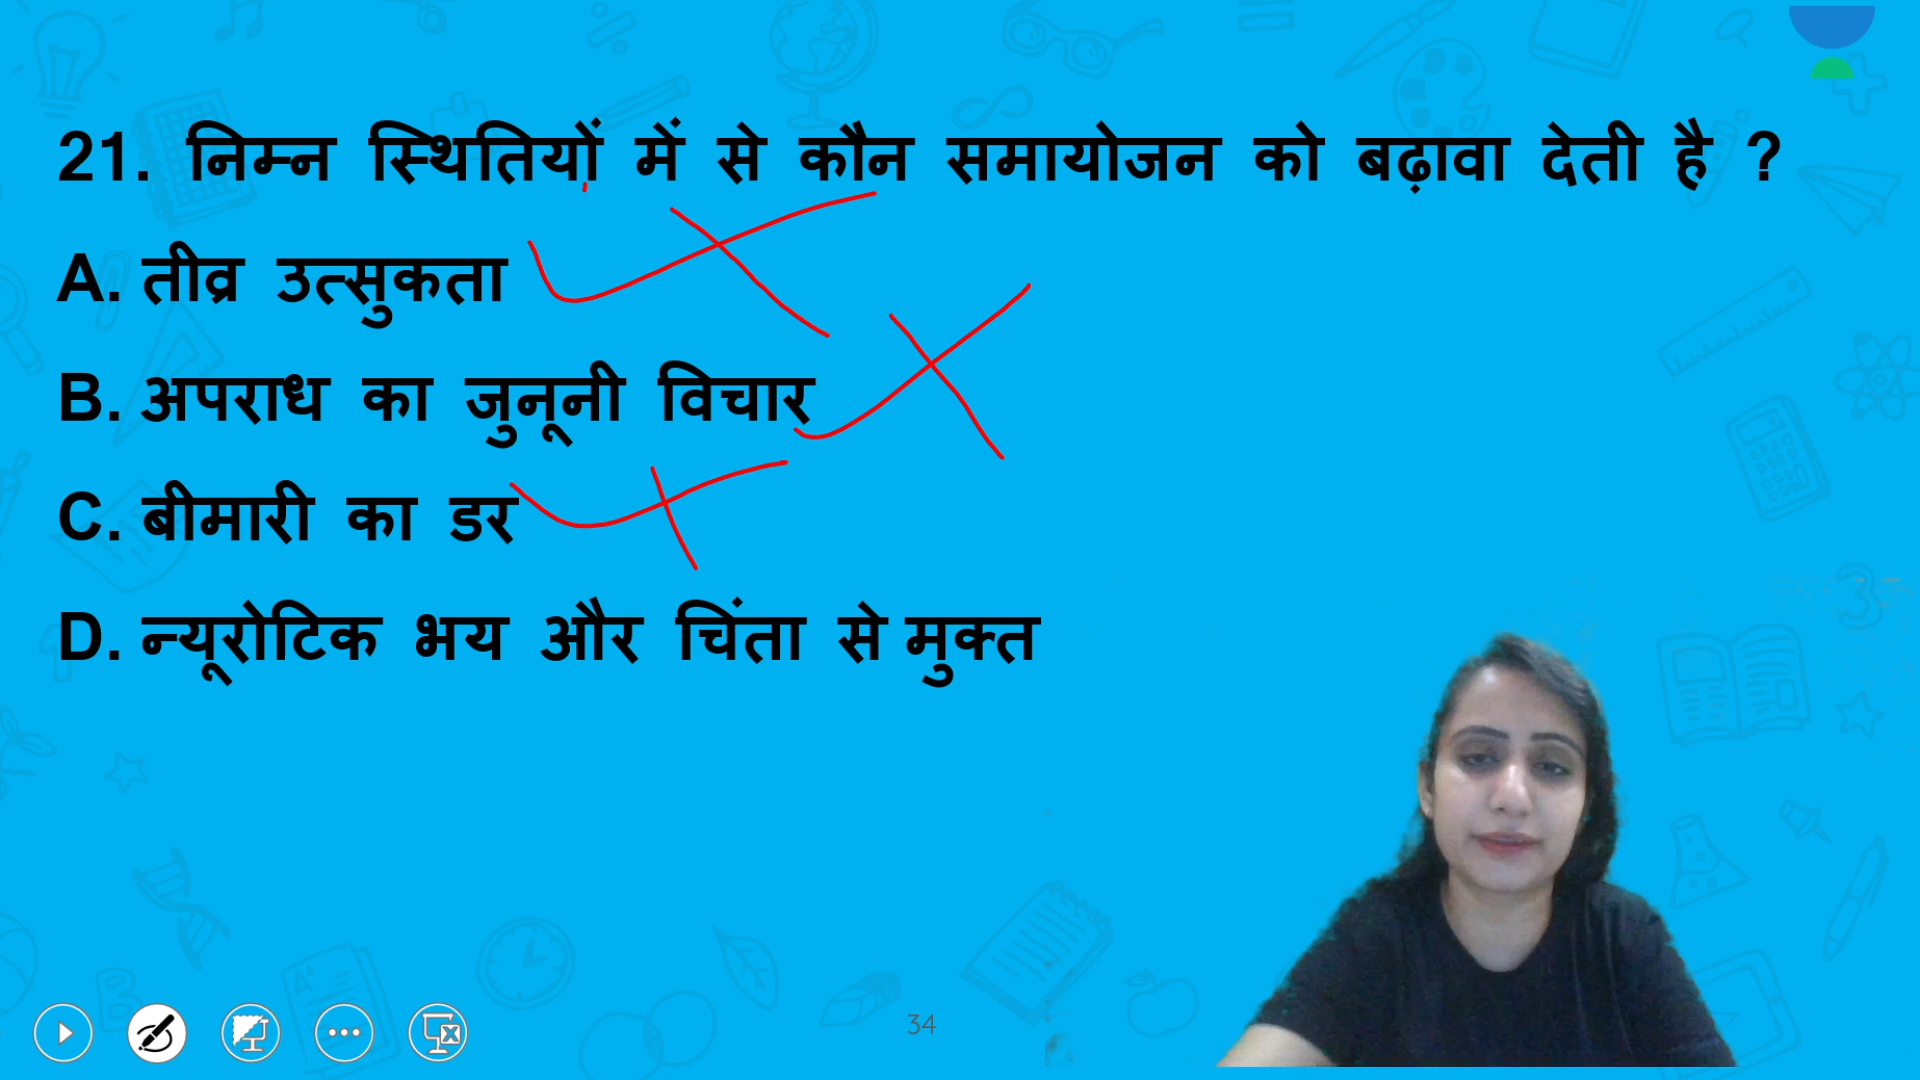 21. निम्न स्थितियों में से कौन समायोजन को बढ़ावा देती है ?
A. तीव्र उत्सुकता
B. अपराध का जुनूनी विचार
C. बीमारी का डर
D. न्यूरोटिक भय और चिंता से मुक्त
34